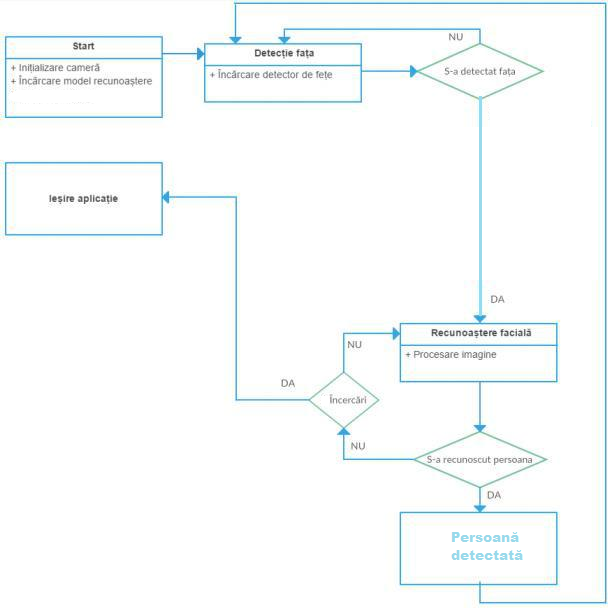 Start
+ Inițializare cameră
+ Încărcare model recunoaștere
Detecție fața
+ Încărcare detector de fețe
NU
S-a detectat fața
Ieșire aplicație
DA
Recunoaștere facială
+ Procesare imagine
NU
DA
Încercări
NU
S-a recunoscut persoana
DA
Persoană
detectată